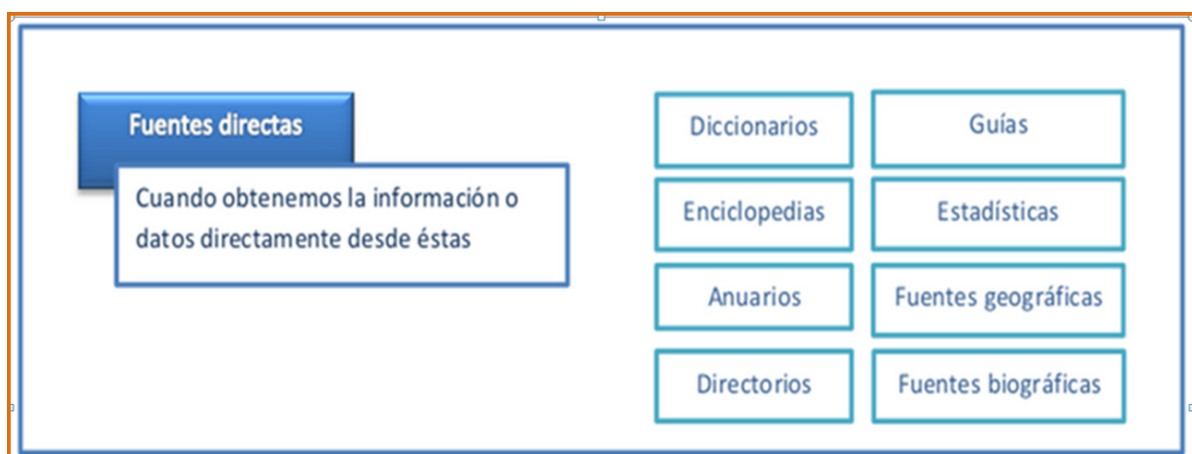 Fuentes directas
Cuando obtenemos la información o
datos directamente desde éstas
Diccionarios
Guías
Enciclopedias
Estadísticas
Anuarios
Fuentes geográficas
Directorios
Fuentes biográficas